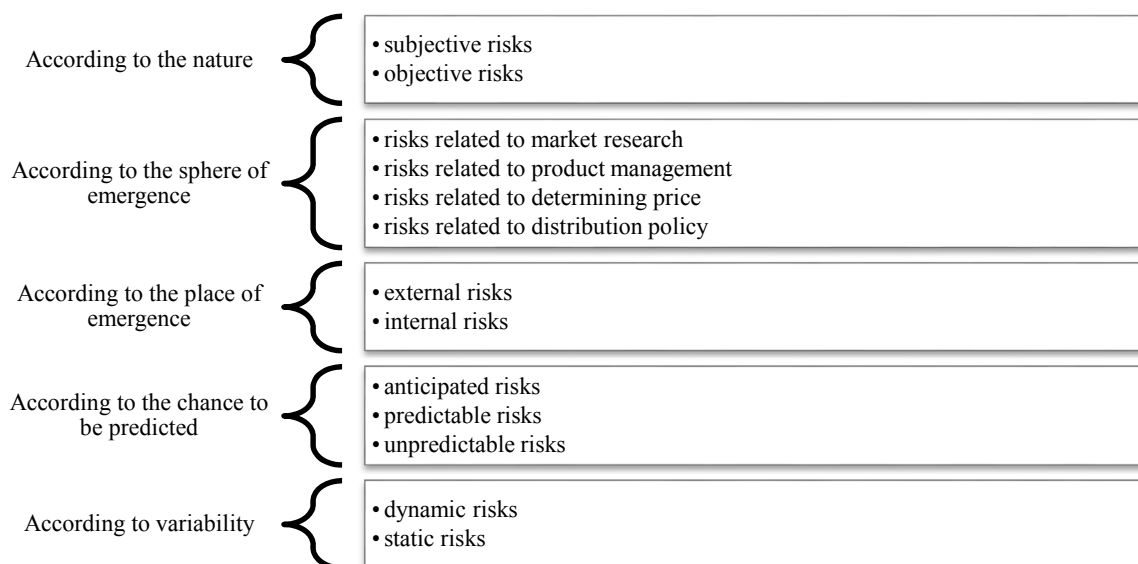 According to the nature
• subjective risks
• objective risks
According to the sphere of
emergence
• risks related to market research
• risks related to product management
• risks related to determining price
• risks related to distribution policy
According to the place of
emergence
• external risks
• internal risks
According to the chance to
be predicted
• anticipated risks
• predictable risks
• unpredictable risks
According to variability
• dynamic risks
• static risks